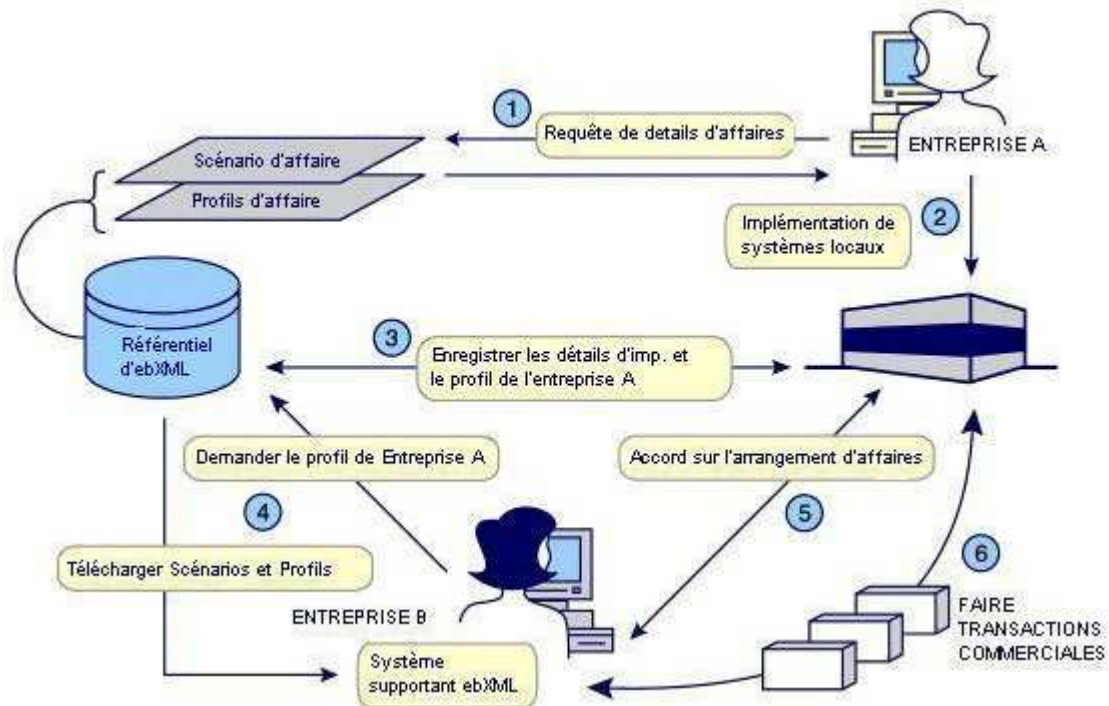 1
Requête de details d'affaires
ENTREPRISE A
Scénario d'affaire
Profils d'affaire
2
Implémentation de
systèmes locaux
Référentiel
d'ebXML
3
Enregistrer les détails d'imp. et
le profil de l'entreprise A
Demander le profil de Entreprise A
Accord sur l'arrangement d'affaires
4
5
6
Télécharger Scénarios et Profils
ENTREPRISE B
FAIRE
TRANSACTIONS
COMMERCIALES
Système
supportant ebXML